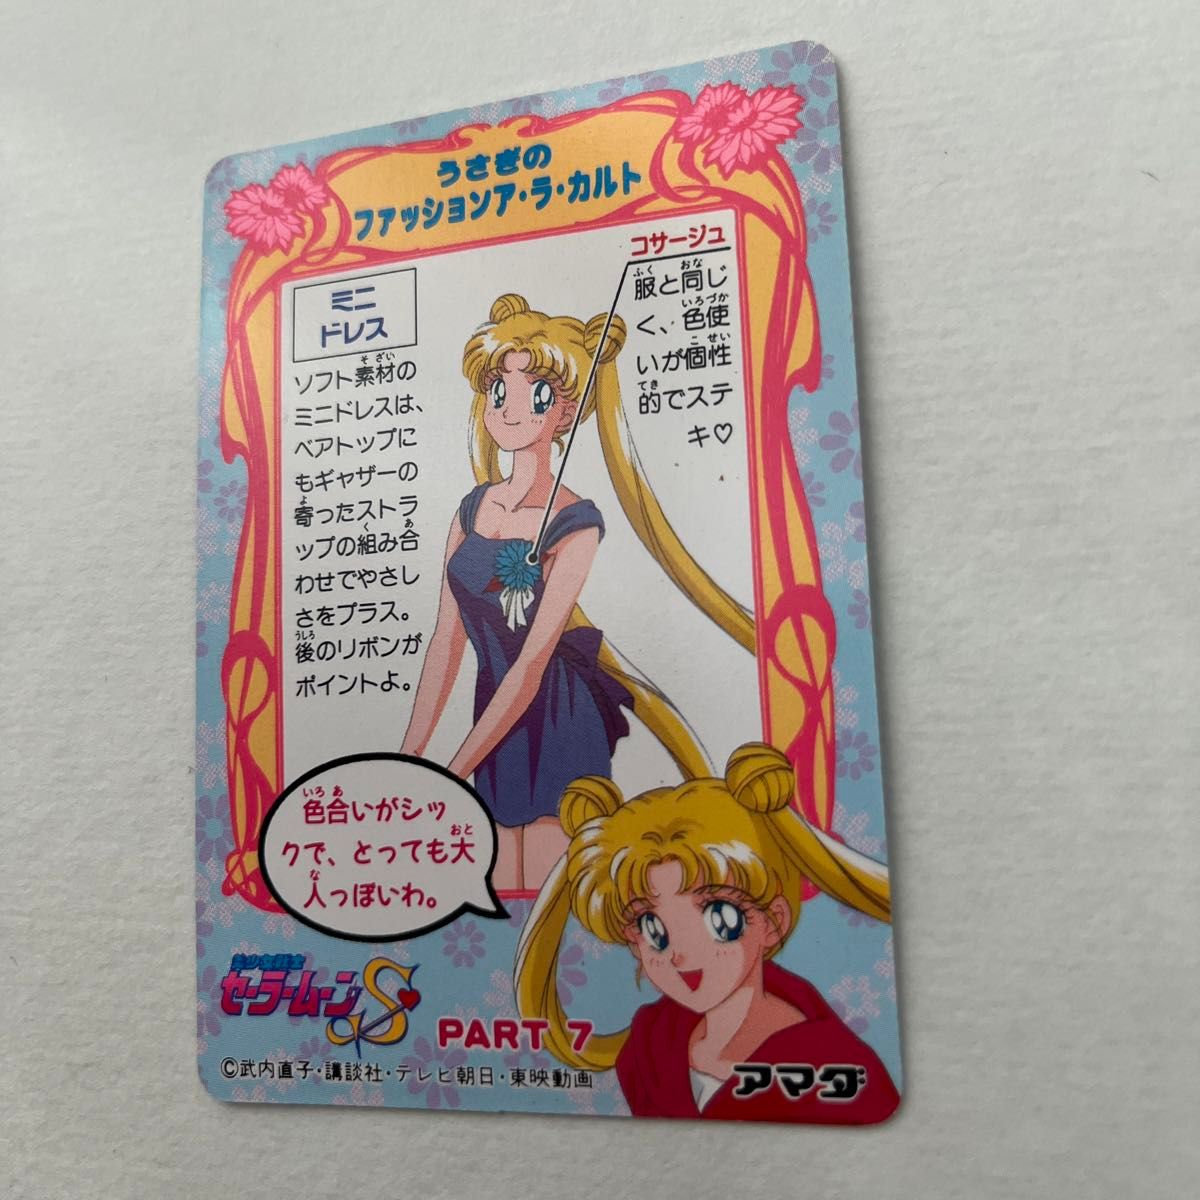 うさぎの
ファッションア・ラ・カルト
ミニ
ドレス
ソフト素材の
ミニドレスは、
ベアトップに
もギャザーの
寄ったストラ
ップの組み合
わせでやさし
さをプラス。
後のリボンが
ポイントよ。
コサージュ
服と同じ
く、色使
いが個性
的でステ
キ♡
色合いがシッ
クで、とっても大
人っぽいわ。
美少女戦士
セーラームーンS
PART 7
©武内直子・講談社・テレビ朝日・東映動画
アマダ